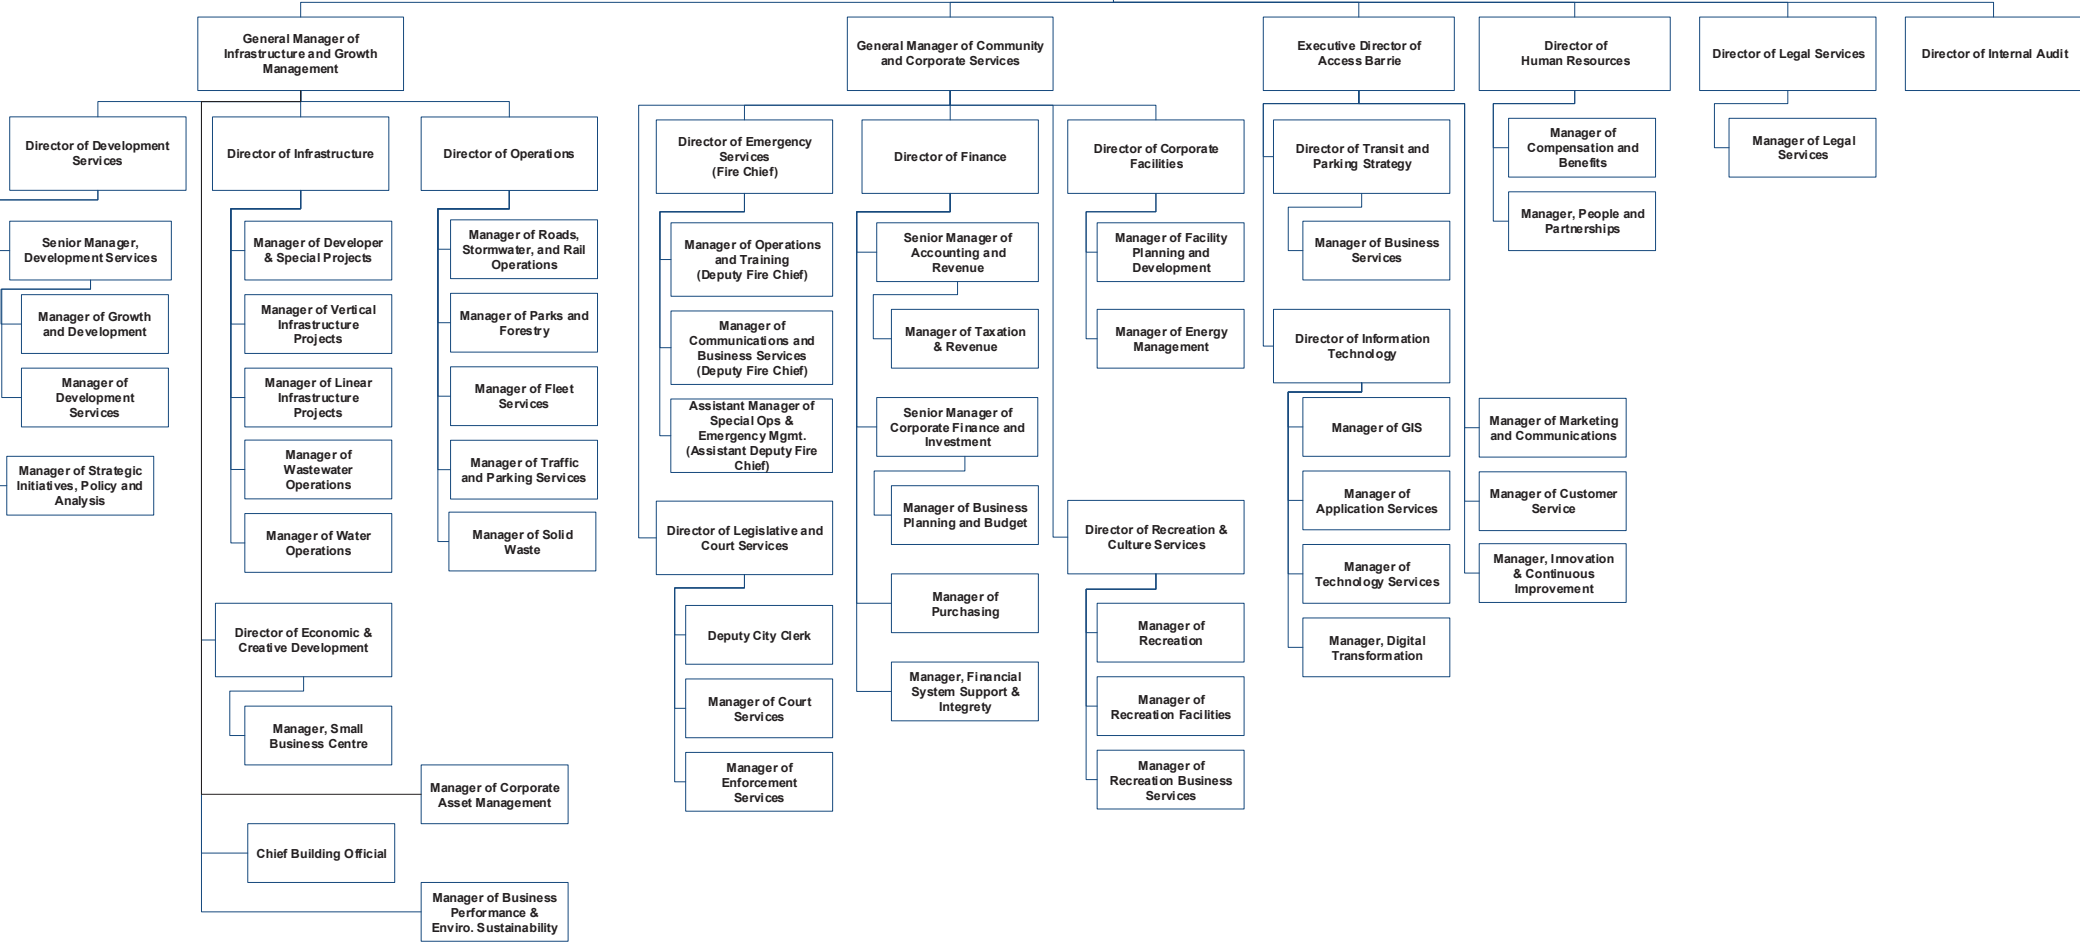 General Manager of
Infrastructure and Growth
Management
General Manager of Community
and Corporate Services
Executive Director of
Access Barrie
Director of
Human Resources
Director of Legal Services
Director of Internal Audit
Director of Development
Services
Director of Infrastructure
Director of Operations
Director of Emergency
Services
(Fire Chief)
Director of Finance
Director of Corporate
Facilities
Director of Transit and
Parking Strategy
Manager of
Compensation and
Benefits
Manager of Legal
Services
Manager, People and
Partnerships
Senior Manager,
Development Services
Manager of Growth
and Development
Manager of
Development
Services
Manager of Strategic
Initiatives, Policy and
Analysis
Manager of Developer
& Special Projects
Manager of Vertical
Infrastructure
Projects
Manager of Linear
Infrastructure
Projects
Manager of
Wastewater
Operations
Manager of Water
Operations
Manager of Roads,
Stormwater, and Rail
Operations
Manager of Parks and
Forestry
Manager of Fleet
Services
Manager of Traffic
and Parking Services
Manager of Solid
Waste
Director of Economic &
Creative Development
Manager, Small
Business Centre
Manager of Corporate
Asset Management
Chief Building Official
Manager of Business
Performance &
Enviro. Sustainability
Manager of Operations
and Training
(Deputy Fire Chief)
Manager of
Communications and
Business Services
(Deputy Fire Chief)
Assistant Manager of
Special Ops &
Emergency Mgmt.
(Assistant Deputy Fire
Chief)
Director of Legislative and
Court Services
Deputy City Clerk
Manager of Court
Services
Manager of
Enforcement
Services
Senior Manager of
Accounting and
Revenue
Manager of Taxation
& Revenue
Senior Manager of
Corporate Finance and
Investment
Manager of Business
Planning and Budget
Manager of
Purchasing
Manager, Financial
System Support &
Integrety
Manager of Facility
Planning and
Development
Manager of Energy
Management
Director of Recreation &
Culture Services
Manager of
Recreation
Manager of
Recreation Facilities
Manager of
Recreation Business
Services
Manager of Business
Services
Director of Information
Technology
Manager of GIS
Manager of
Application Services
Manager of
Technology Services
Manager, Digital
Transformation
Manager of Marketing
and Communications
Manager of Customer
Service
Manager, Innovation
& Continuous
Improvement